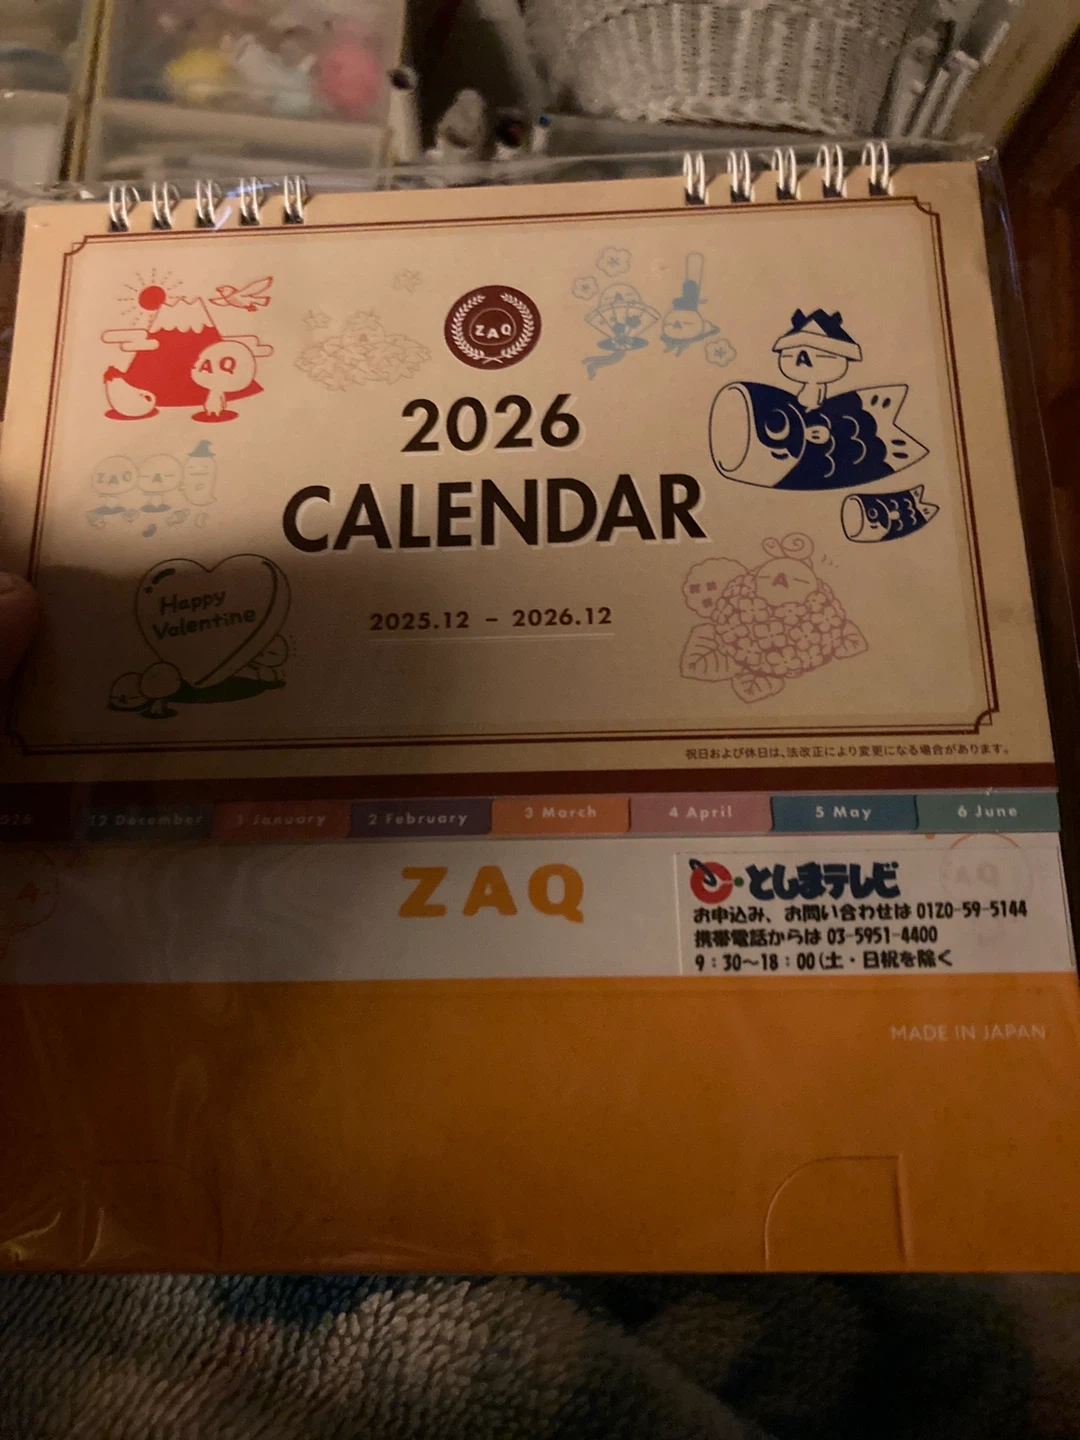 ZAQ
AQ
2026
A
CALENDAR
ZAQ -A-
A
Happy
Valentine
2025.12 – 2026.12
祝日および休日は、法改正により変更になる場合があります。
12 December
1 January
2 February
3 March
4 April
5 May
6 June
ZAQ
としまテレビ
お申込み、お問い合わせは 0120-59-5144
携帯電話からは 03-5951-4400
9：30～18：00(土・日祝を除く
MADE IN JAPAN